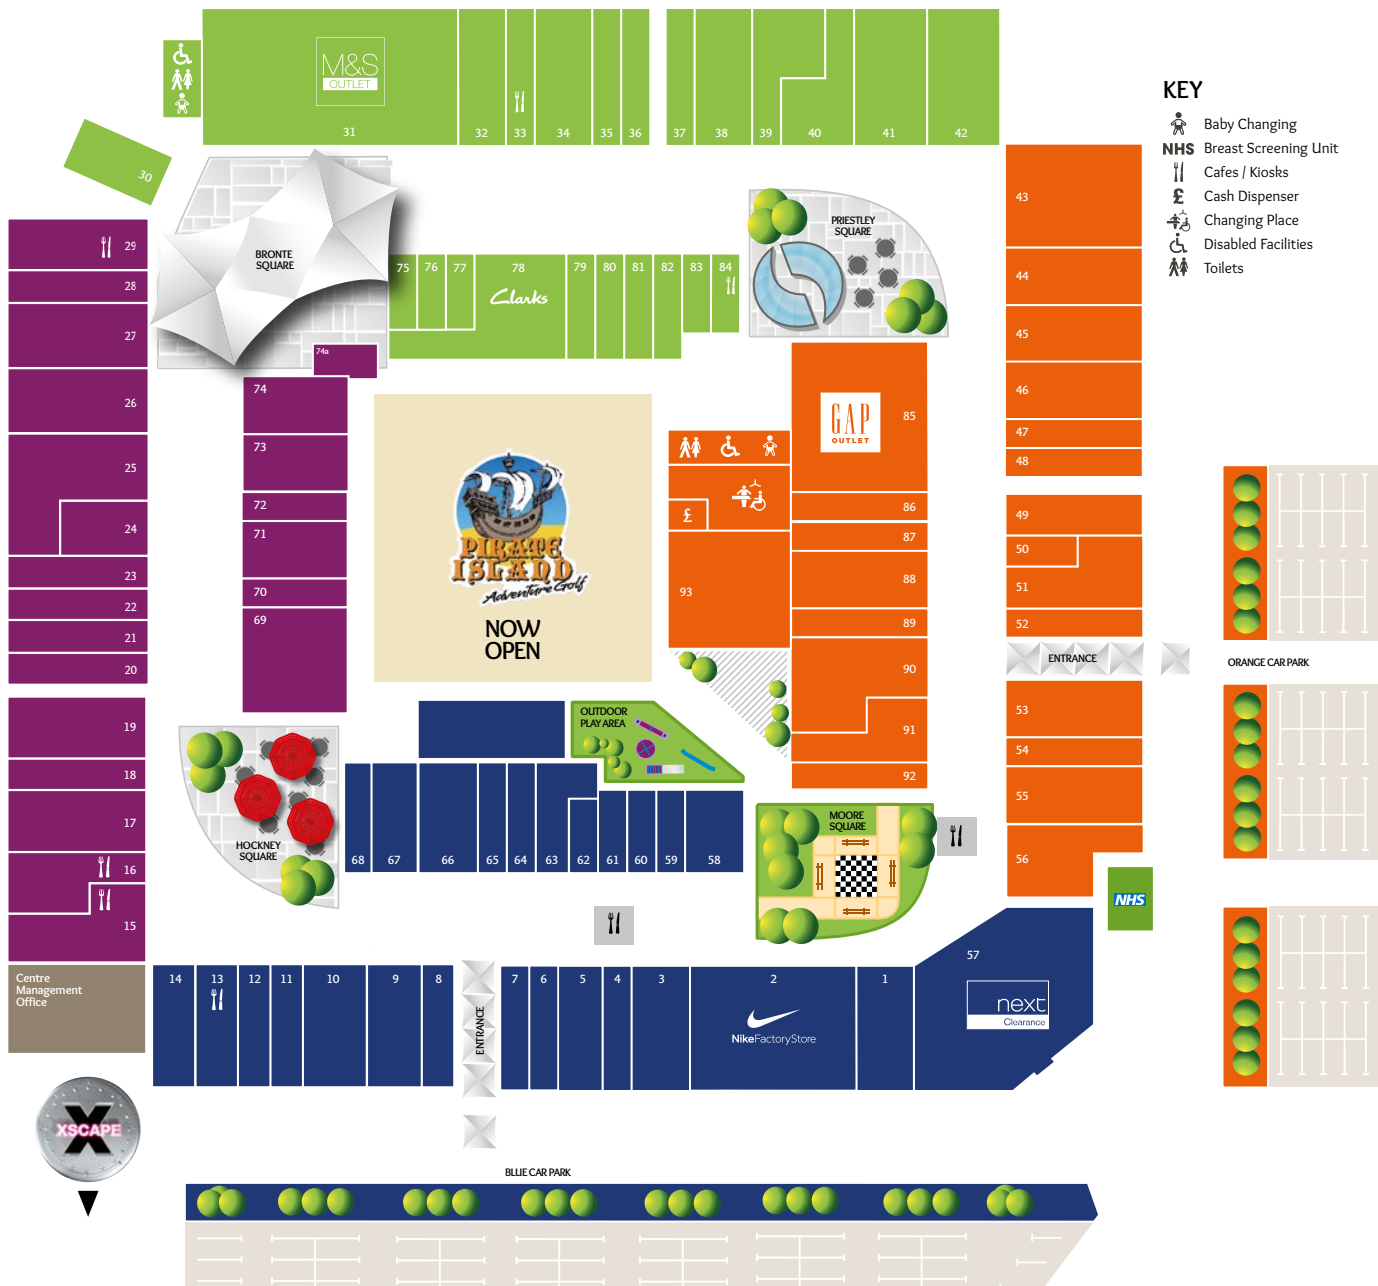 M&S
OUTLET
31
32
33
34
35
36
37
38
39
40
41
42
KEY
Baby Changing
NHS Breast Screening Unit
Cafes / Kiosks
£ Cash Dispenser
Changing Place
Disabled Facilities
Toilets
30
29
28
27
26
25
24
23
22
21
20
19
18
17
16
15
BRONTE
SQUARE
75
76
77
78
Clarks
79
80
81
82
83
84
PRIESTLEY
SQUARE
43
44
45
46
47
48
49
50
51
52
ENTRANCE
ORANGE CAR PARK
53
54
55
56
NHS
74a
74
73
72
71
70
69
PIRATE
ISLAND
Adventure Golf
NOW
OPEN
£
93
GAP
OUTLET
85
86
87
88
89
90
91
92
OUTDOOR
PLAY AREA
HOCKNEY
SQUARE
68
67
66
65
64
63
62
61
60
59
58
MOORE
SQUARE
Centre
Management
Office
14
13
12
11
10
9
8
ENTRANCE
7
6
5
4
3
2
NikeFactoryStore
1
57
next
Clearance
X
XSCAPE
BLUE CAR PARK